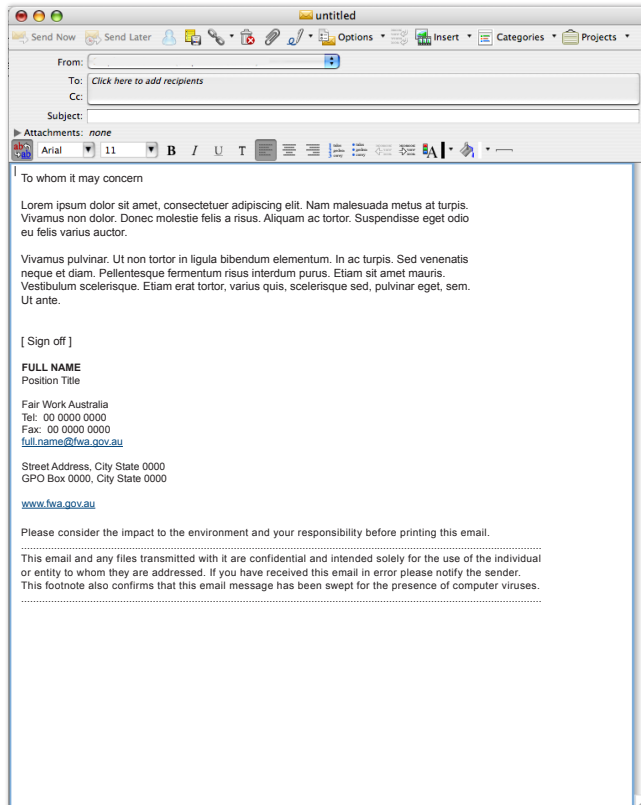 untitled
Send Now Send Later Options Insert Categories Projects
From:
To: Click here to add recipients
Cc:
Subject:
Attachments: none
Arial 11 B I U T A
To whom it may concern
Lorem ipsum dolor sit amet, consectetuer adipiscing elit. Nam malesuada metus at turpis.
Vivamus non dolor. Donec molestie felis a risus. Aliquam ac tortor. Suspendisse eget odio
eu felis varius auctor.
Vivamus pulvinar. Ut non tortor in ligula bibendum elementum. In ac turpis. Sed venenatis
neque et diam. Pellentesque fermentum risus interdum purus. Etiam sit amet mauris.
Vestibulum scelerisque. Etiam erat tortor, varius quis, scelerisque sed, pulvinar eget, sem.
Ut ante.
[ Sign off ]
FULL NAME
Position Title
Fair Work Australia
Tel: 00 0000 0000
Fax: 00 0000 0000
full.name@fwa.gov.au
Street Address, City State 0000
GPO Box 0000, City State 0000
www.fwa.gov.au
Please consider the impact to the environment and your responsibility before printing this email.
This email and any files transmitted with it are confidential and intended solely for the use of the individual
or entity to whom they are addressed. If you have received this email in error please notify the sender.
This footnote also confirms that this email message has been swept for the presence of computer viruses.